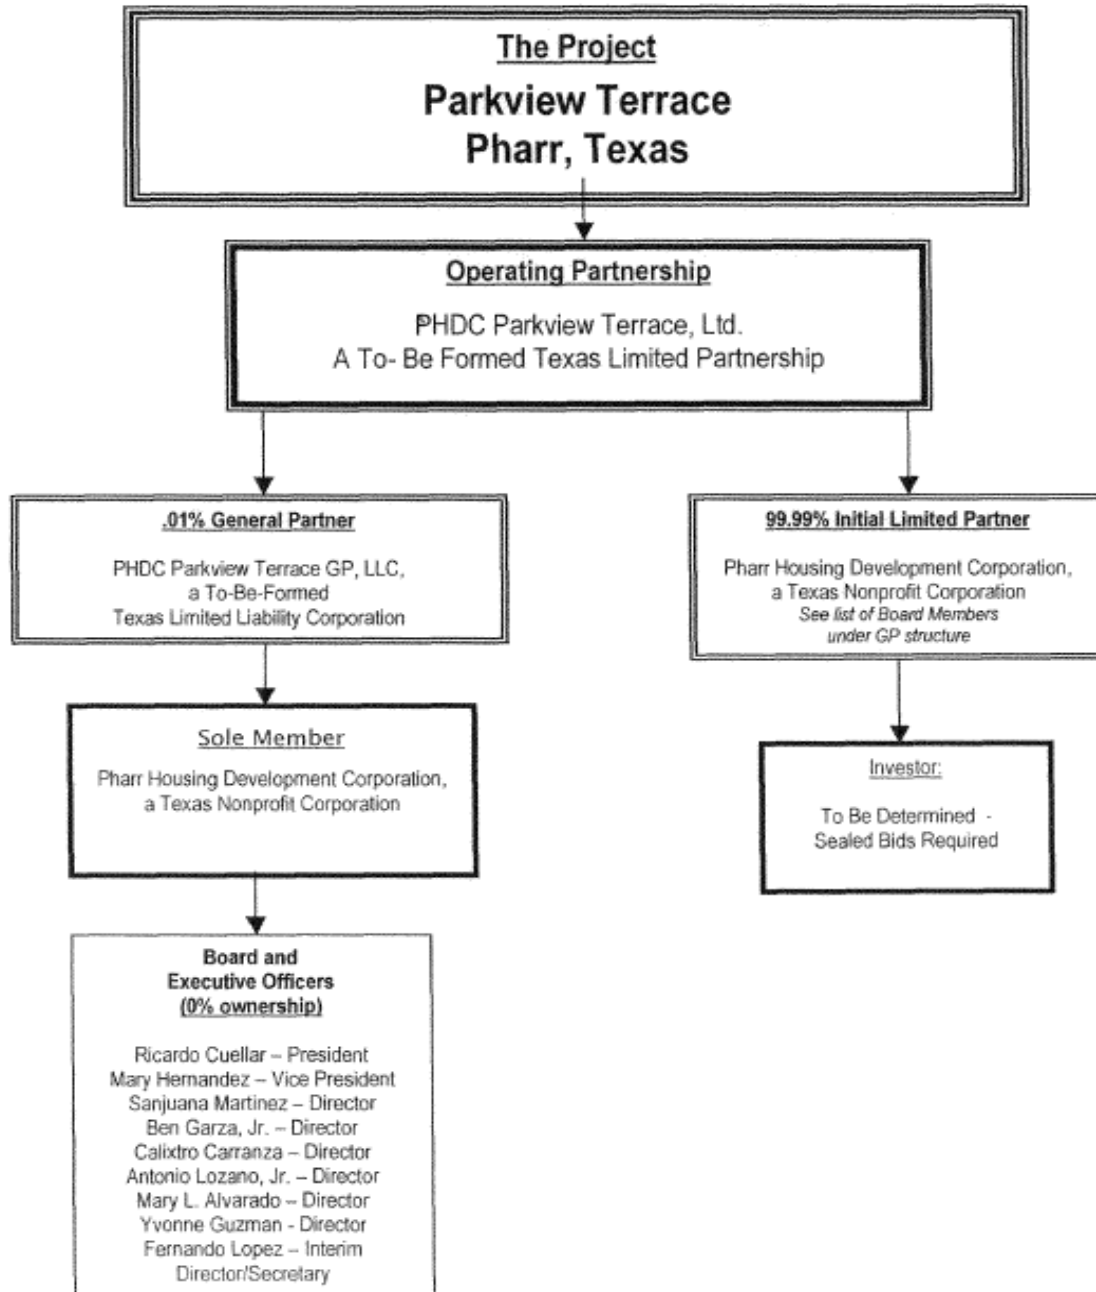 The Project
Parkview Terrace
Pharr, Texas
Operating Partnership
PHDC Parkview Terrace, Ltd.
A To- Be Formed Texas Limited Partnership
.01% General Partner
PHDC Parkview Terrace GP, LLC,
a To-Be-Formed
Texas Limited Liability Corporation
99.99% Initial Limited Partner
Pharr Housing Development Corporation,
a Texas Nonprofit Corporation
See list of Board Members
under GP structure
Sole Member
Pharr Housing Development Corporation,
a Texas Nonprofit Corporation
Investor:
To Be Determined -
Sealed Bids Required
Board and
Executive Officers
(0% ownership)
Ricardo Cuellar – President
Mary Hernandez – Vice President
Sanjuana Martinez – Director
Ben Garza, Jr. – Director
Calixtro Carranza – Director
Antonio Lozano, Jr. – Director
Mary L. Alvarado – Director
Yvonne Guzman - Director
Fernando Lopez – Interim
Director/Secretary